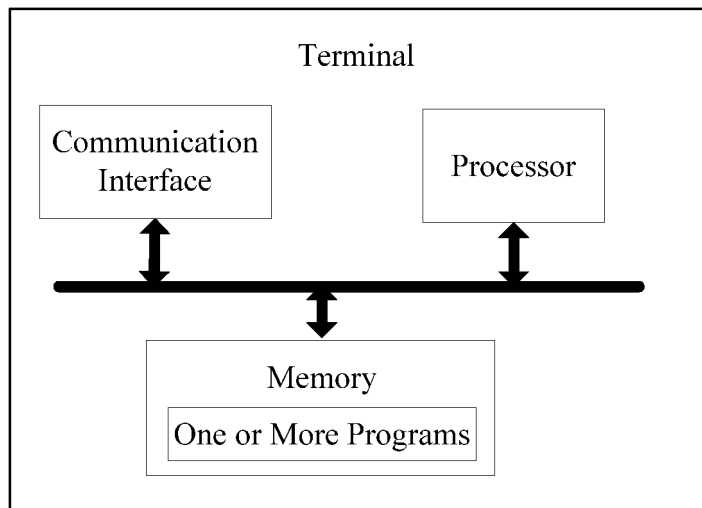 Terminal
Communication
Interface
Processor
Memory
One or More Programs